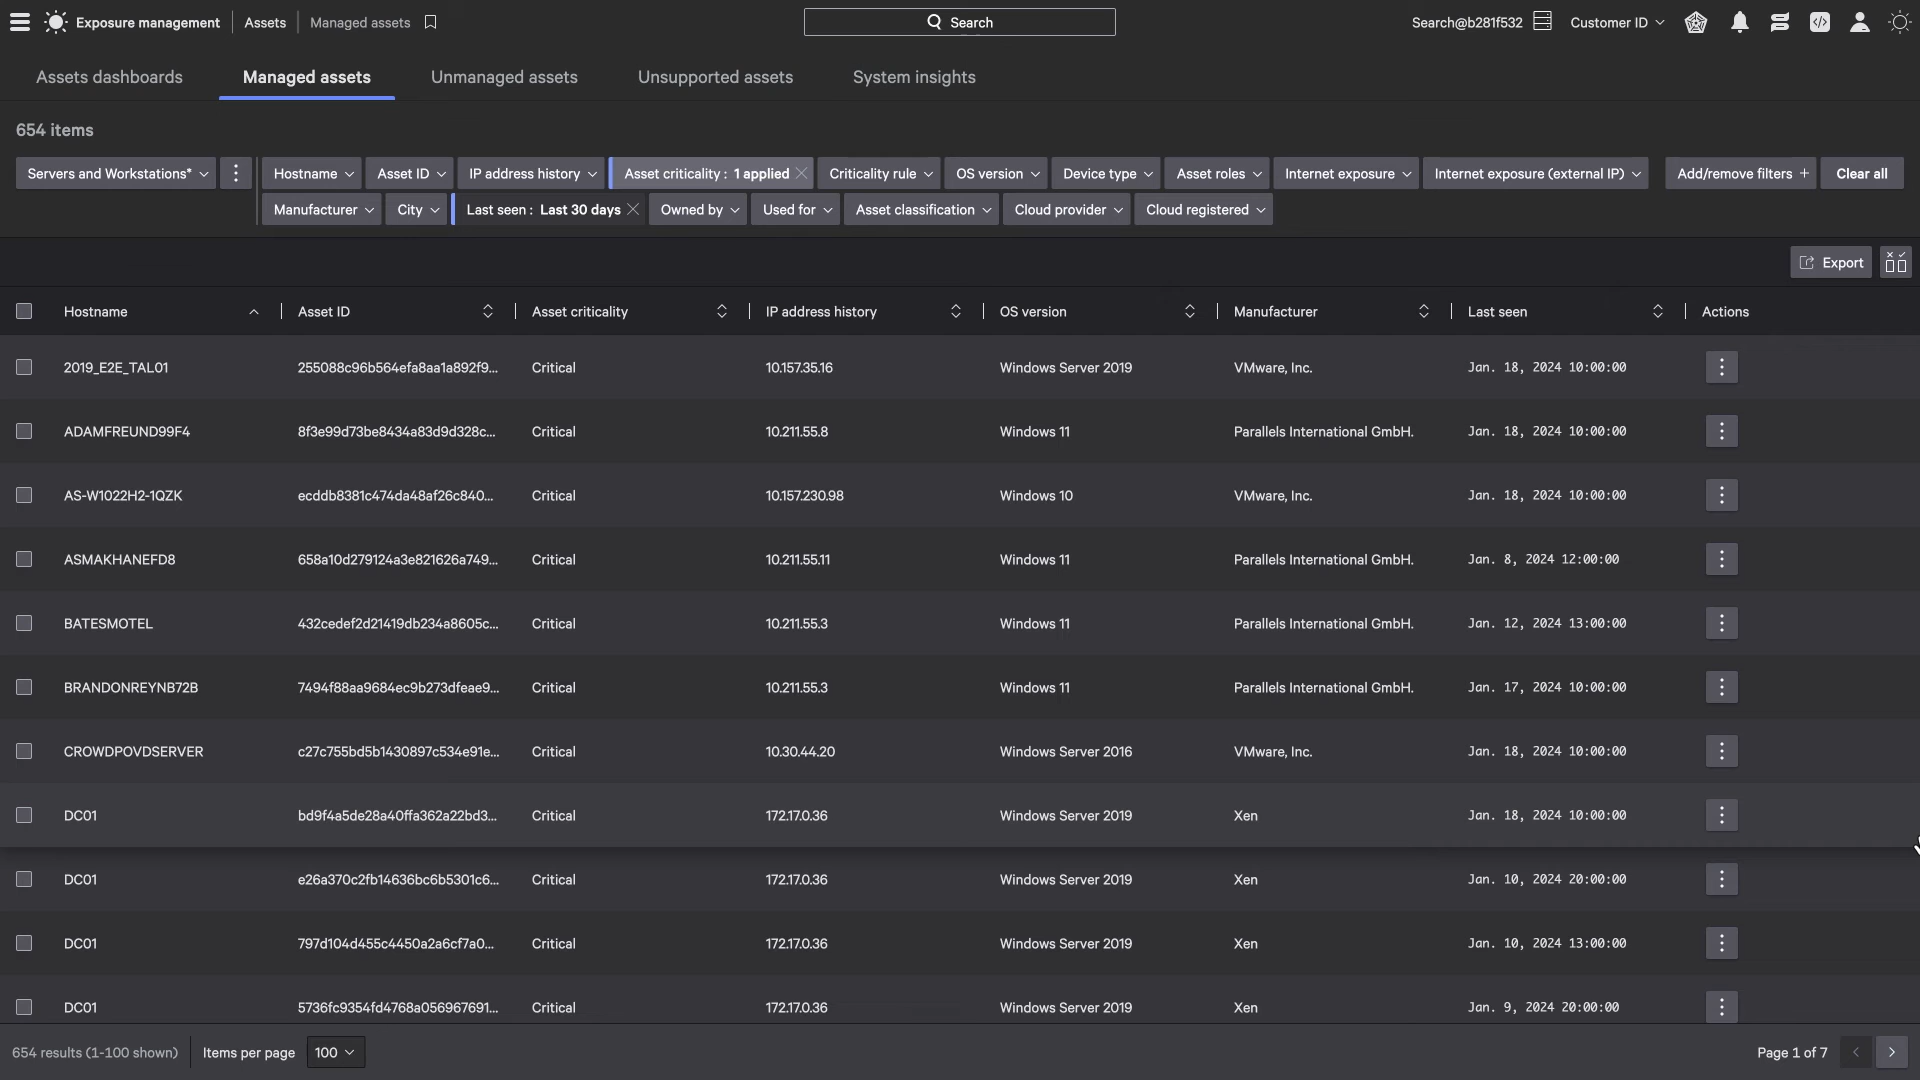 Exposure management Assets Managed assets Search Search@b281f532 Customer ID
Assets dashboards Managed assets Unmanaged assets Unsupported assets System insights
654 items
Servers and Workstations* Hostname Asset ID IP address history Asset criticality : 1 applied Criticality rule OS version Device type Asset roles Internet exposure Internet exposure (external IP) Add/remove filters + Clear all
Manufacturer City Last seen : Last 30 days Owned by Used for Asset classification Cloud provider Cloud registered
Export
Hostname Asset ID Asset criticality IP address history OS version Manufacturer Last seen Actions
2019_E2E_TAL01 255088c96b564efa8aa1a892f9... Critical 10.157.35.16 Windows Server 2019 VMware, Inc. Jan. 18, 2024 10:00:00
ADAMFREUND99F4 8f3e99d73be8434a83d9d328c... Critical 10.211.55.8 Windows 11 Parallels International GmbH. Jan. 18, 2024 10:00:00
AS-W1022H2-1QZK ecddb8381c474da48af26c840... Critical 10.157.230.98 Windows 10 VMware, Inc. Jan. 18, 2024 10:00:00
ASMAKHANEFD8 658a10d279124a3e821626a749... Critical 10.211.55.11 Windows 11 Parallels International GmbH. Jan. 8, 2024 12:00:00
BATESMOTEL 432cedef2d21419db234a8605c... Critical 10.211.55.3 Windows 11 Parallels International GmbH. Jan. 12, 2024 13:00:00
BRANDONREYNB72B 7494f88aa9684ec9b273dfeae9... Critical 10.211.55.3 Windows 11 Parallels International GmbH. Jan. 17, 2024 10:00:00
CROWDPOVDSERVER c27c755bd5b1430897c534e91e... Critical 10.30.44.20 Windows Server 2016 VMware, Inc. Jan. 18, 2024 10:00:00
DC01 bd9f4a5de28a40ffa362a22bd3... Critical 172.17.0.36 Windows Server 2019 Xen Jan. 18, 2024 10:00:00
DC01 e26a370c2fb14636bc6b5301c6... Critical 172.17.0.36 Windows Server 2019 Xen Jan. 10, 2024 20:00:00
DC01 797d104d455c4450a2a6cf7a0... Critical 172.17.0.36 Windows Server 2019 Xen Jan. 10, 2024 13:00:00
DC01 5736fc9354fd4768a056967691... Critical 172.17.0.36 Windows Server 2019 Xen Jan. 9, 2024 20:00:00
654 results (1-100 shown) Items per page 100 Page 1 of 7